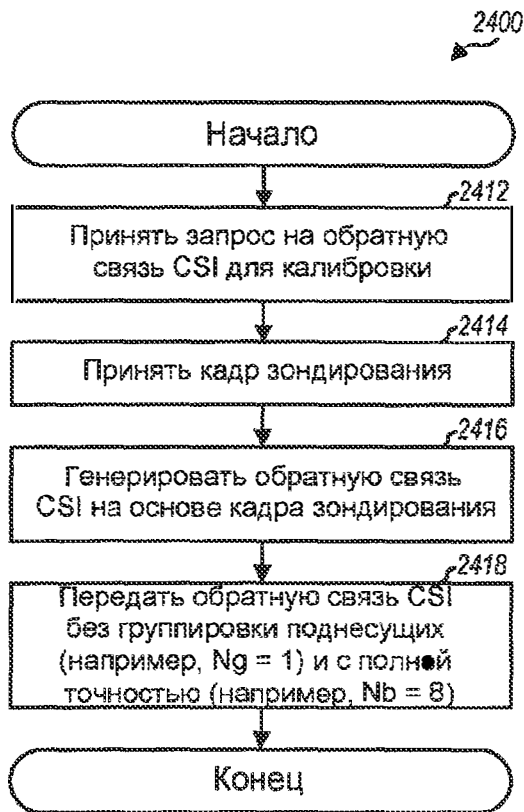 2400
Начало
2412
Принять запрос на обратную
связь CSI для калибровки
2414
Принять кадр зондирования
2416
Генерировать обратную связь
CSI на основе кадра зондирования
2418
Передать обратную связь CSI
без группировки поднесущих
(например, Ng = 1) и с полной
точностью (например, Nb = 8)
Конец